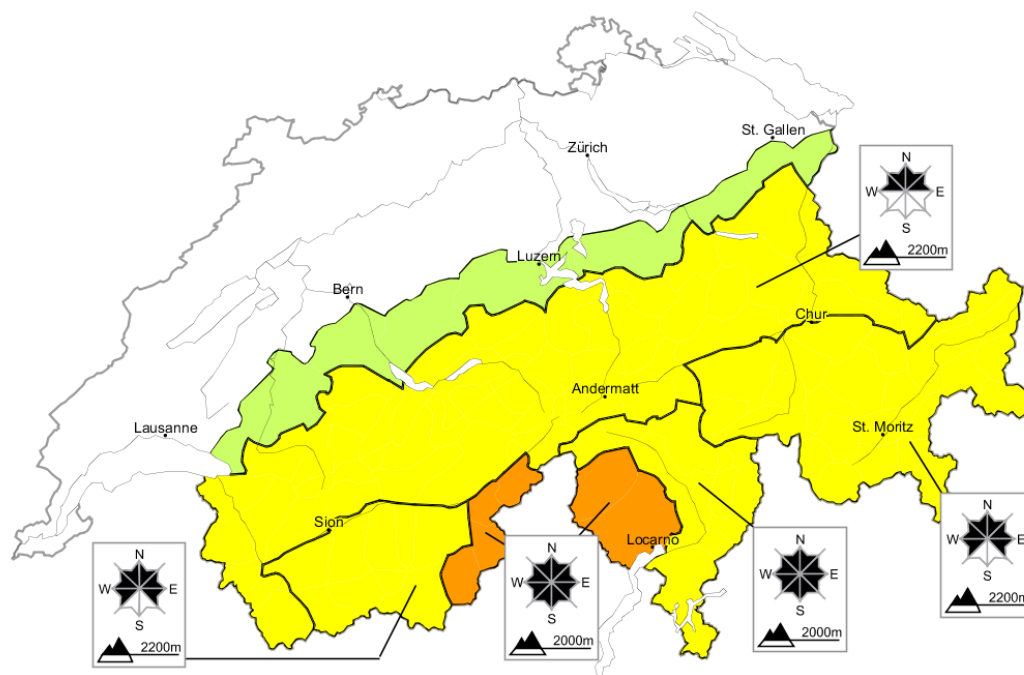 St. Gallen
Zürich
N
W E
S
2200m
Luzern
Bern
Chur
Andermatt
Lausanne
St. Moritz
N
W E
S
2200m
Sion
Locarno
N
W E
S
2200m
N
W E
S
2000m
N
W E
S
2000m